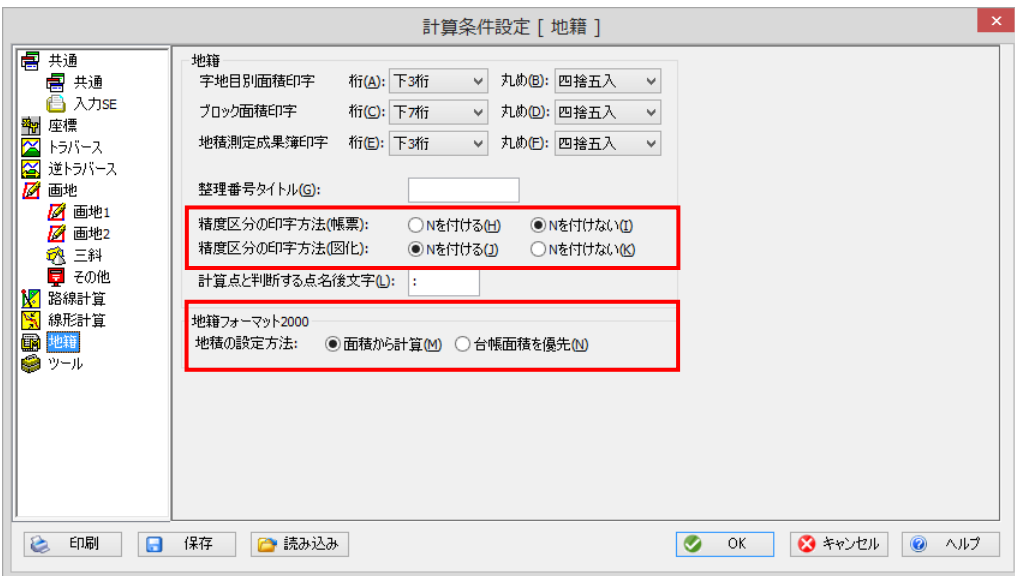 計算条件設定 [ 地籍 ]
共通
共通
入力SE
座標
トラバース
逆トラバース
画地
画地1
画地2
三斜
その他
路線計算
線形計算
地籍
ツール
地籍
字地目別面積印字 桁(A): 下3桁 丸め(B): 四捨五入
ブロック面積印字 桁(C): 下7桁 丸め(D): 四捨五入
地積測定成果簿印字 桁(E): 下3桁 丸め(F): 四捨五入
整理番号タイトル(G):
精度区分の印字方法(帳票): Nを付ける(H) Nを付けない(I)
精度区分の印字方法(図化): Nを付ける(J) Nを付けない(K)
計算点と判断する点名後文字(L): :
地籍フォーマット2000
地積の設定方法: 面積から計算(M) 台帳面積を優先(N)
印刷 保存 読み込み OK キャンセル ヘルプ